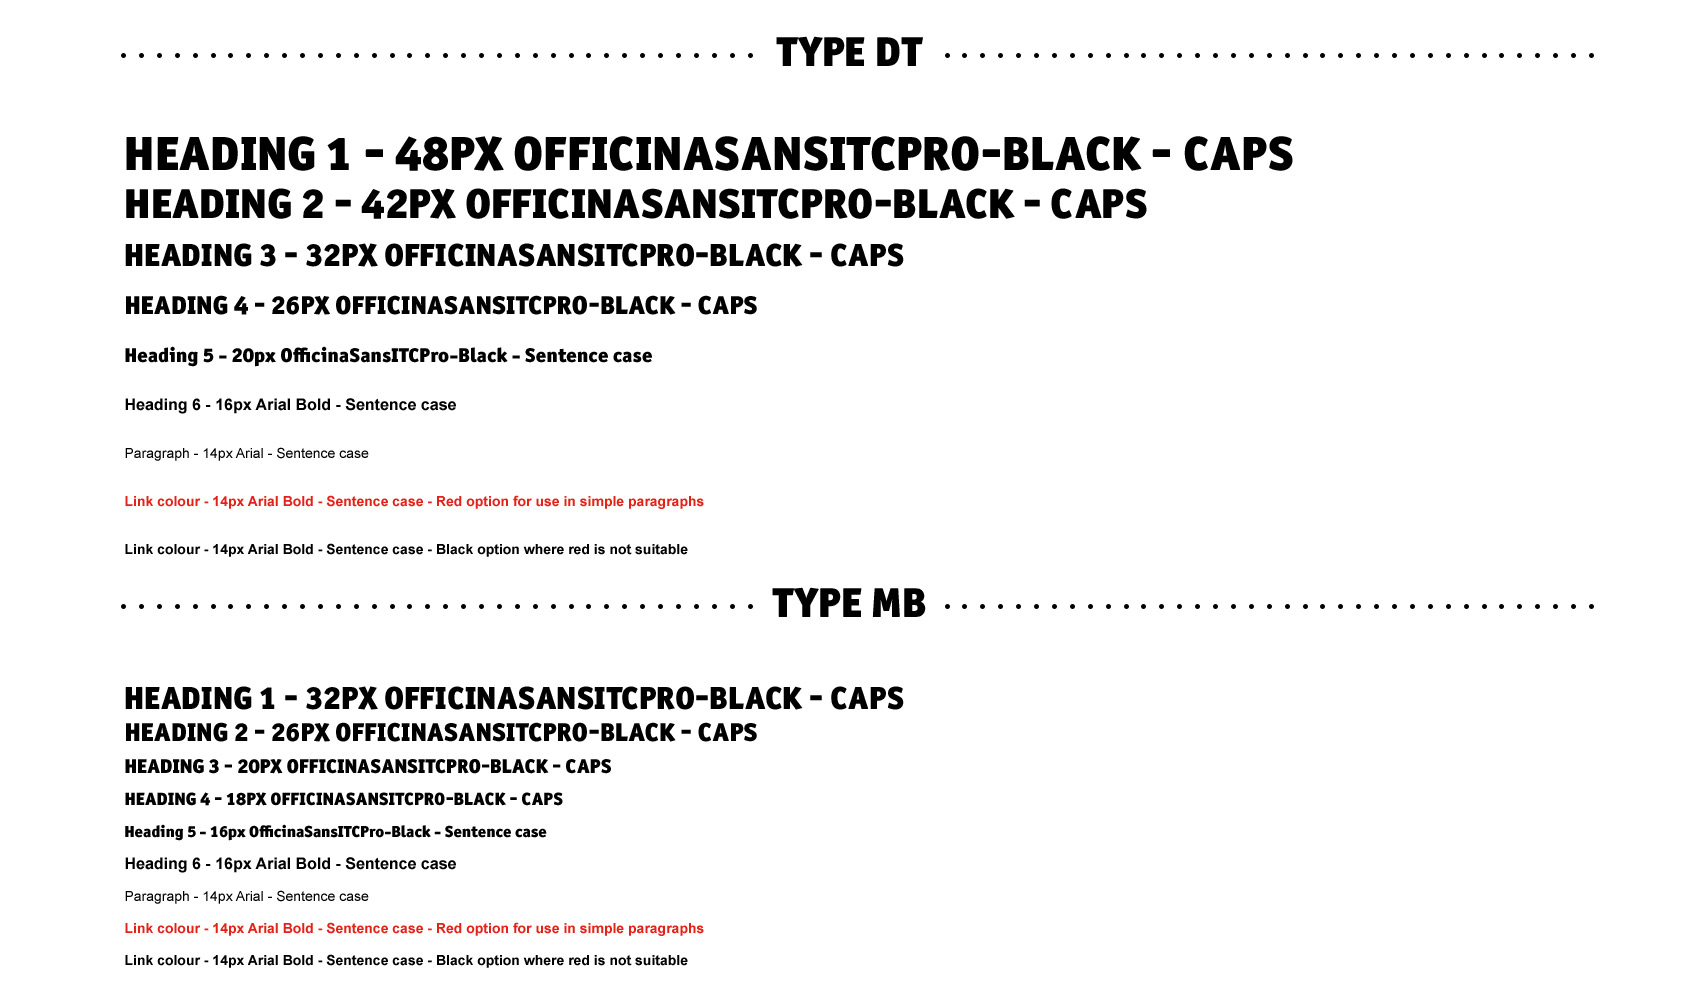 TYPE DT
HEADING 1 - 48PX OFFICINASANSITCPRO-BLACK - CAPS
HEADING 2 - 42PX OFFICINASANSITCPRO-BLACK - CAPS
HEADING 3 - 32PX OFFICINASANSITCPRO-BLACK - CAPS
HEADING 4 - 26PX OFFICINASANSITCPRO-BLACK - CAPS
Heading 5 - 20px OfficinaSansITCPro-Black - Sentence case
Heading 6 - 16px Arial Bold - Sentence case
Paragraph - 14px Arial - Sentence case
Link colour - 14px Arial Bold - Sentence case - Red option for use in simple paragraphs
Link colour - 14px Arial Bold - Sentence case - Black option where red is not suitable
TYPE MB
HEADING 1 - 32PX OFFICINASANSITCPRO-BLACK - CAPS
HEADING 2 - 26PX OFFICINASANSITCPRO-BLACK - CAPS
HEADING 3 - 20PX OFFICINASANSITCPRO-BLACK - CAPS
HEADING 4 - 18PX OFFICINASANSITCPRO-BLACK - CAPS
Heading 5 - 16px OfficinaSansITCPro-Black - Sentence case
Heading 6 - 16px Arial Bold - Sentence case
Paragraph - 14px Arial - Sentence case
Link colour - 14px Arial Bold - Sentence case - Red option for use in simple paragraphs
Link colour - 14px Arial Bold - Sentence case - Black option where red is not suitable